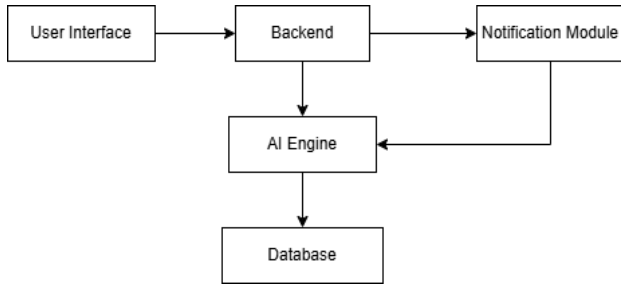 User Interface
Backend
Notification Module
AI Engine
Database